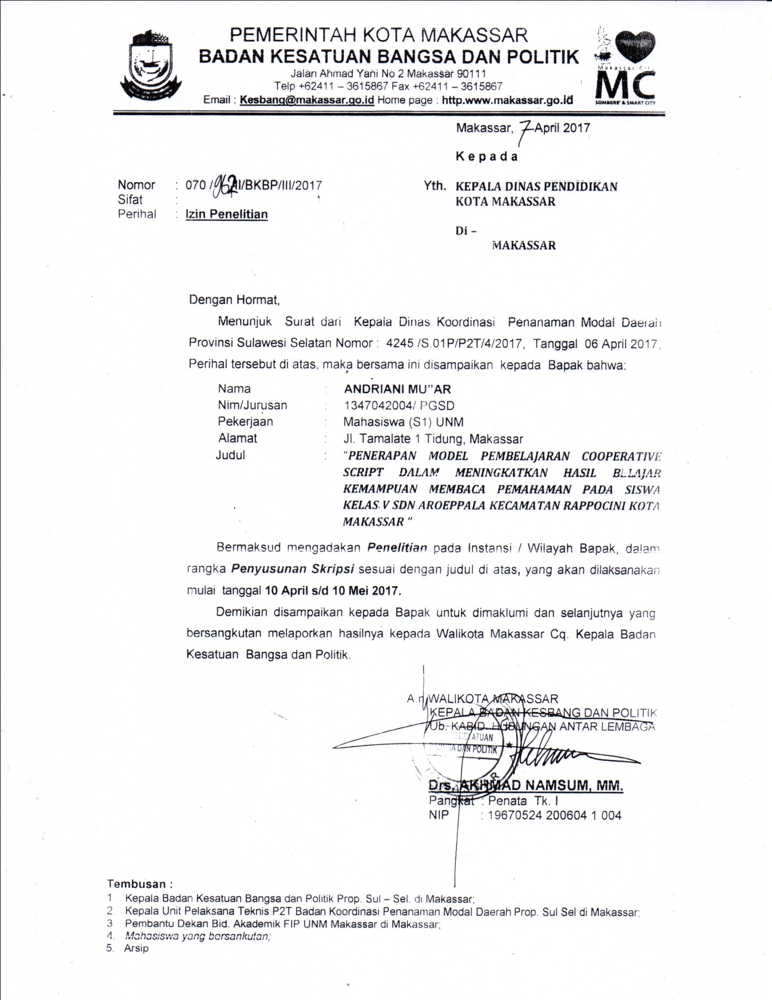 PEMERINTAH KOTA MAKASSAR
BADAN KESATUAN BANGSA DAN POLITIK
Jalan Ahmad Yani No 2 Makassar 90111
Telp +62411 – 3615867 Fax +62411 – 3615867
Email : Kesbang@makassar.go.id Home page : http.www.makassar.go.id
Makassar City
MC
SOMBERE' & SMART CITY
Makassar, 7 April 2017
Kepada
Nomor : 070 / 962 /BKBP/III/2017
Yth. KEPALA DINAS PENDIDIKAN
Sifat :
KOTA MAKASSAR
Perihal : Izin Penelitian
Di –
MAKASSAR
Dengan Hormat,
Menunjuk Surat dari Kepala Dinas Koordinasi Penanaman Modal Daerah
Provinsi Sulawesi Selatan Nomor : 4245 /S.01P/P2T/4/2017, Tanggal 06 April 2017,
Perihal tersebut di atas, maka bersama ini disampaikan kepada Bapak bahwa:
Nama : ANDRIANI MU”AR
Nim/Jurusan : 1347042004/ PGSD
Pekerjaan : Mahasiswa (S1) UNM
Alamat : Jl. Tamalate 1 Tidung, Makassar
Judul : “PENERAPAN MODEL PEMBELAJARAN COOPERATIVE
SCRIPT DALAM MENINGKATKAN HASIL BELAJAR
KEMAMPUAN MEMBACA PEMAHAMAN PADA SISWA
KELAS V SDN AROEPPALA KECAMATAN RAPPOCINI KOTA
MAKASSAR ”
Bermaksud mengadakan Penelitian pada Instansi / Wilayah Bapak, dalam
rangka Penyusunan Skripsi sesuai dengan judul di atas, yang akan dilaksanakan
mulai tanggal 10 April s/d 10 Mei 2017.
Demikian disampaikan kepada Bapak untuk dimaklumi dan selanjutnya yang
bersangkutan melaporkan hasilnya kepada Walikota Makassar Cq. Kepala Badan
Kesatuan Bangsa dan Politik.
A.n WALIKOTA MAKASSAR
KEPALA BADAN KESBANG DAN POLITIK
Ub. KABID. HUBUNGAN ANTAR LEMBAGA
KESATUAN
BANGSA DAN POLITIK
Drs. AKHMAD NAMSUM, MM.
Pangkat : Penata Tk. I
NIP : 19670524 200604 1 004
Tembusan :
1. Kepala Badan Kesatuan Bangsa dan Politik Prop. Sul – Sel. di Makassar;
2. Kepala Unit Pelaksana Teknis P2T Badan Koordinasi Penanaman Modal Daerah Prop. Sul Sel di Makassar;
3 Pembantu Dekan Bid. Akademik FIP UNM Makassar di Makassar;
4. Mahasiswa yang bersankutan;
5. Arsip